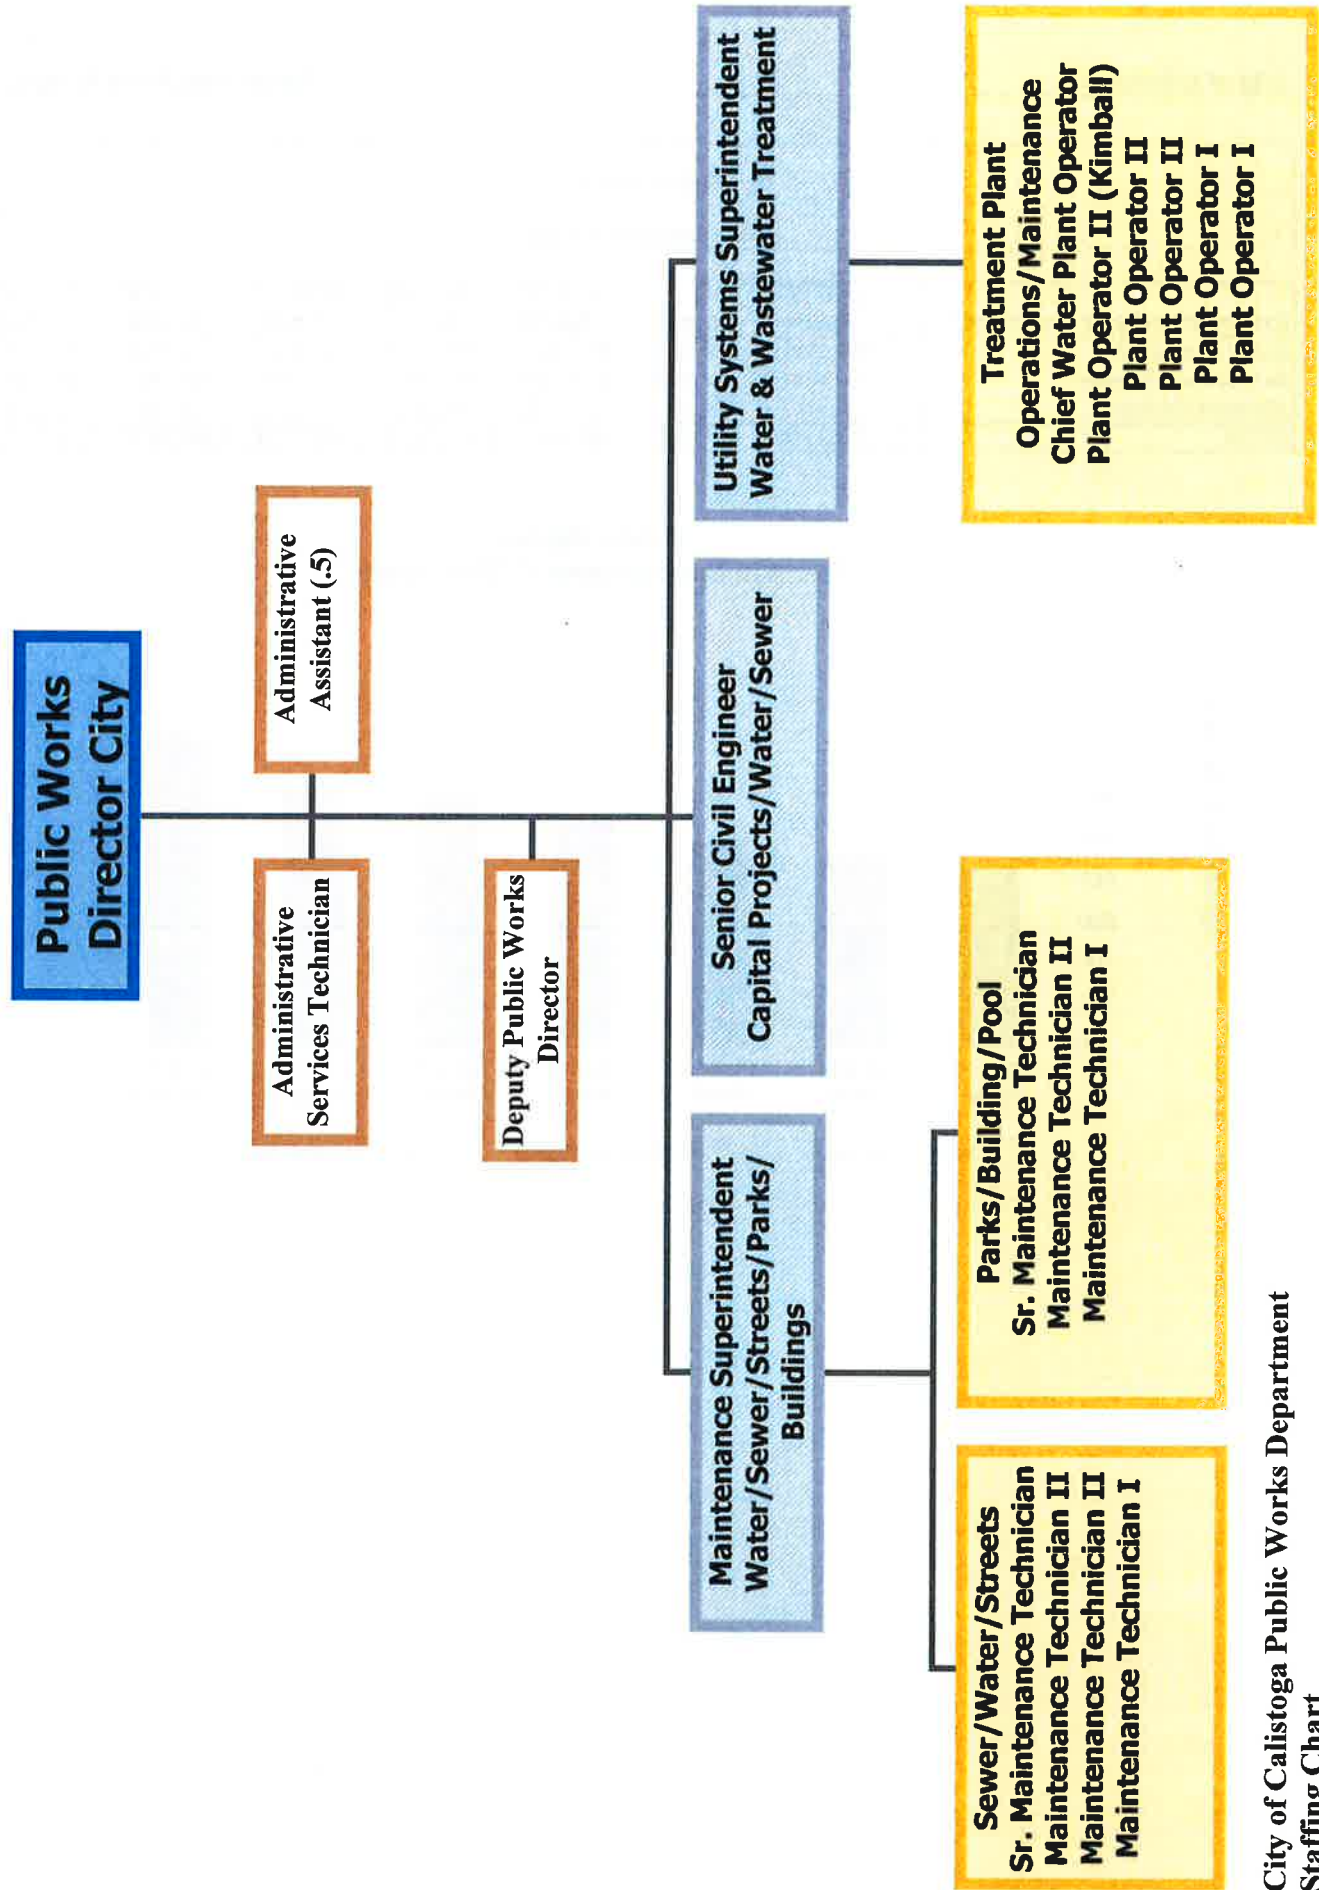 Public Works
Director City
Administrative
Services Technician
Administrative
Assistant (.5)
Deputy Public Works
Director
Maintenance Superintendent
Water/Sewer/Streets/Parks/
Buildings
Senior Civil Engineer
Capital Projects/Water/Sewer
Utility Systems Superintendent
Water & Wastewater Treatment
Sewer/Water/Streets
Sr. Maintenance Technician
Maintenance Technician II
Maintenance Technician II
Maintenance Technician I
Parks/Building/Pool
Sr. Maintenance Technician
Maintenance Technician II
Maintenance Technician I
Treatment Plant
Operations/Maintenance
Chief Water Plant Operator
Plant Operator II (Kimball)
Plant Operator II
Plant Operator II
Plant Operator I
Plant Operator I
City of Calistoga Public Works Department
Staffing Chart